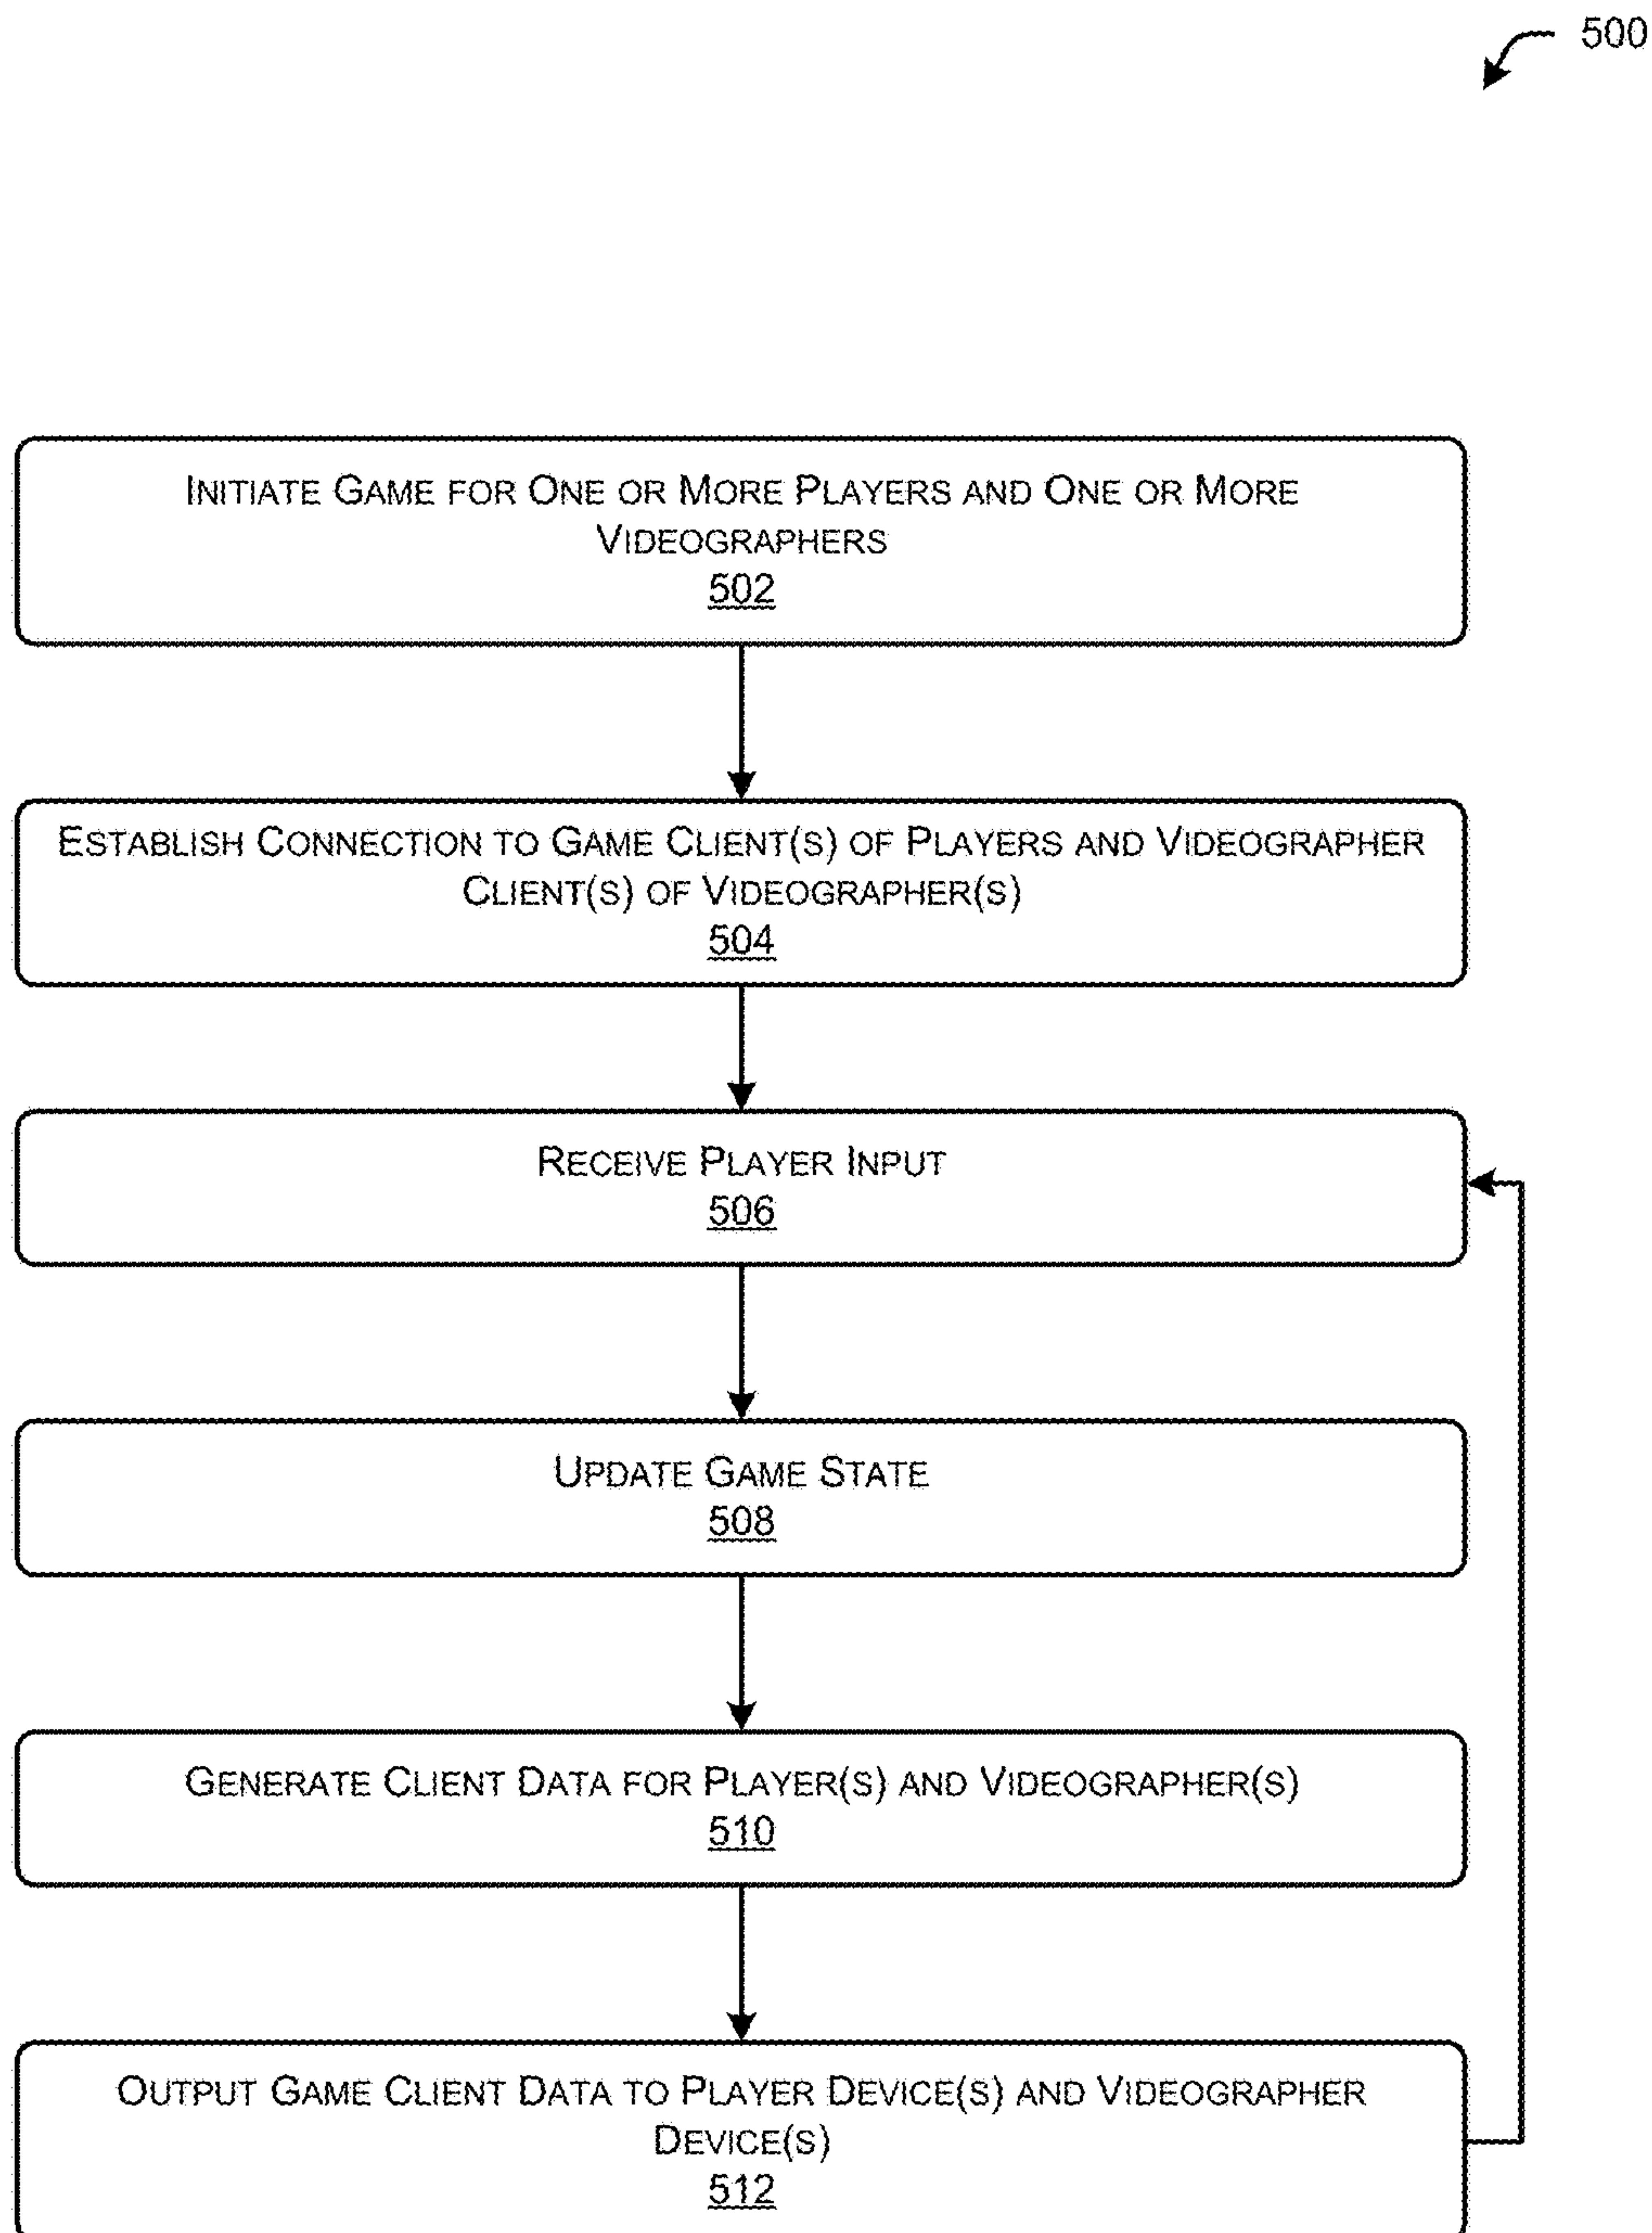 500
INITIATE GAME FOR ONE OR MORE PLAYERS AND ONE OR MORE
VIDEOGRAPHERS
502
ESTABLISH CONNECTION TO GAME CLIENT(S) OF PLAYERS AND VIDEOGRAPHER
CLIENT(S) OF VIDEOGRAPHER(S)
504
RECEIVE PLAYER INPUT
506
UPDATE GAME STATE
508
GENERATE CLIENT DATA FOR PLAYER(S) AND VIDEOGRAPHER(S)
510
OUTPUT GAME CLIENT DATA TO PLAYER DEVICE(S) AND VIDEOGRAPHER
DEVICE(S)
512